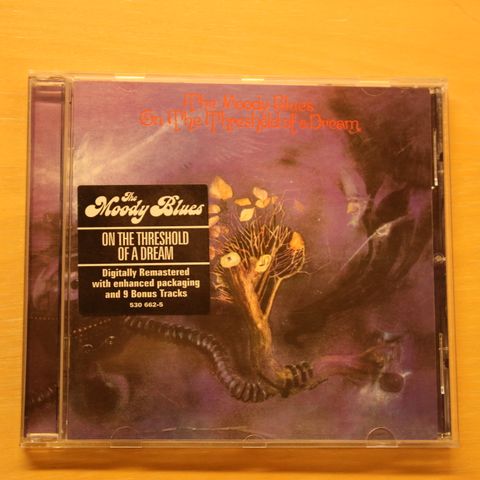 The Moody Blues
On The Threshold of a Dream
The
Moody Blues
ON THE THRESHOLD
OF A DREAM
Digitally Remastered
with enhanced packaging
and 9 Bonus Tracks
530 662-5